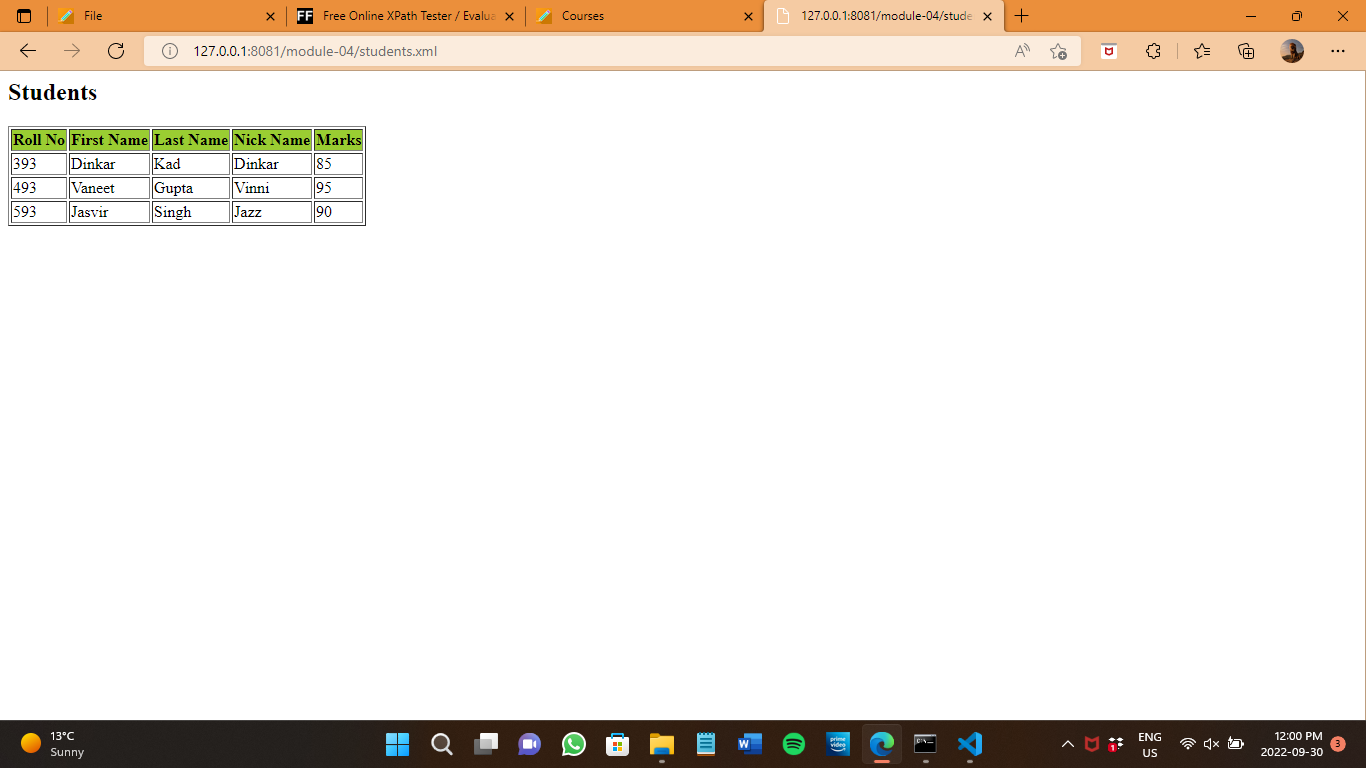 File
Free Online XPath Tester / Evalua
Courses
127.0.0.1:8081/module-04/stude
127.0.0.1:8081/module-04/students.xml
Students
Roll No First Name Last Name Nick Name Marks
393 Dinkar Kad Dinkar 85
493 Vaneet Gupta Vinni 95
593 Jasvir Singh Jazz 90
13°C
Sunny
prime video
1
ENG
US
12:00 PM
2022-09-30
3